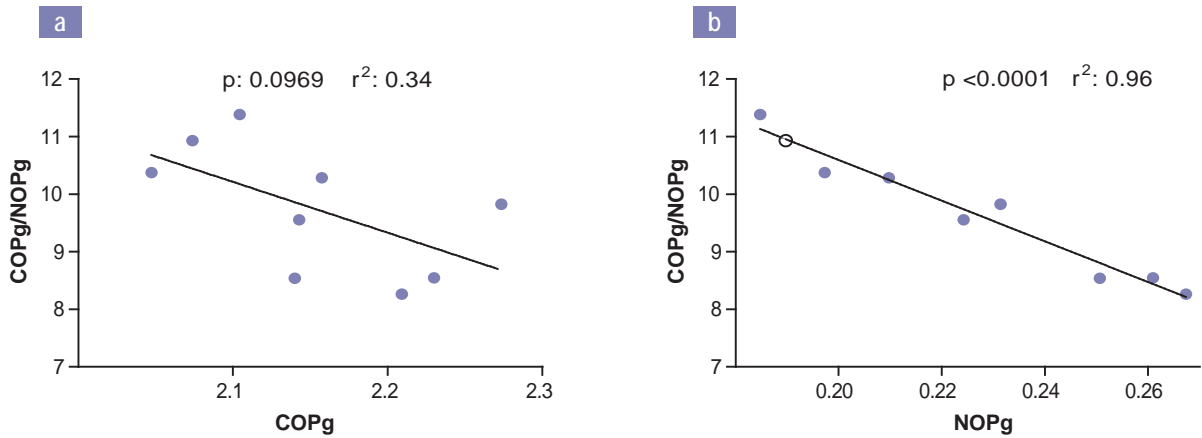 a
p: 0.0969 r²: 0.34
12
11
10
9
8
7
COPg/NOPg
2.1 2.2 2.3
COPg
b
p <0.0001 r²: 0.96
12
11
10
9
8
7
COPg/NOPg
0.20 0.22 0.24 0.26
NOPg